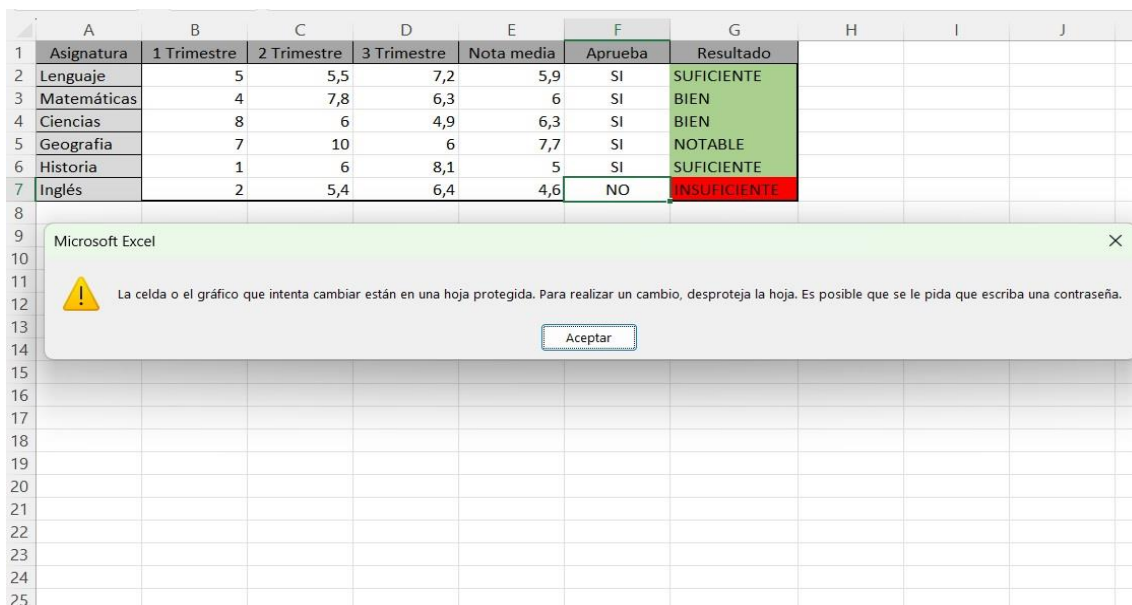 A B C D E F G H I J
1 Asignatura 1 Trimestre 2 Trimestre 3 Trimestre Nota media Aprueba Resultado
2 Lenguaje 5 5,5 7,2 5,9 SI SUFICIENTE
3 Matemáticas 4 7,8 6,3 6 SI BIEN
4 Ciencias 8 6 4,9 6,3 SI BIEN
5 Geografia 7 10 6 7,7 SI NOTABLE
6 Historia 1 6 8,1 5 SI SUFICIENTE
7 Inglés 2 5,4 6,4 4,6 NO INSUFICIENTE
8
9
Microsoft Excel
10
11
La celda o el gráfico que intenta cambiar están en una hoja protegida. Para realizar un cambio, desproteja la hoja. Es posible que se le pida que escriba una contraseña.
12
13
Aceptar
14
15
16
17
18
19
20
21
22
23
24
25